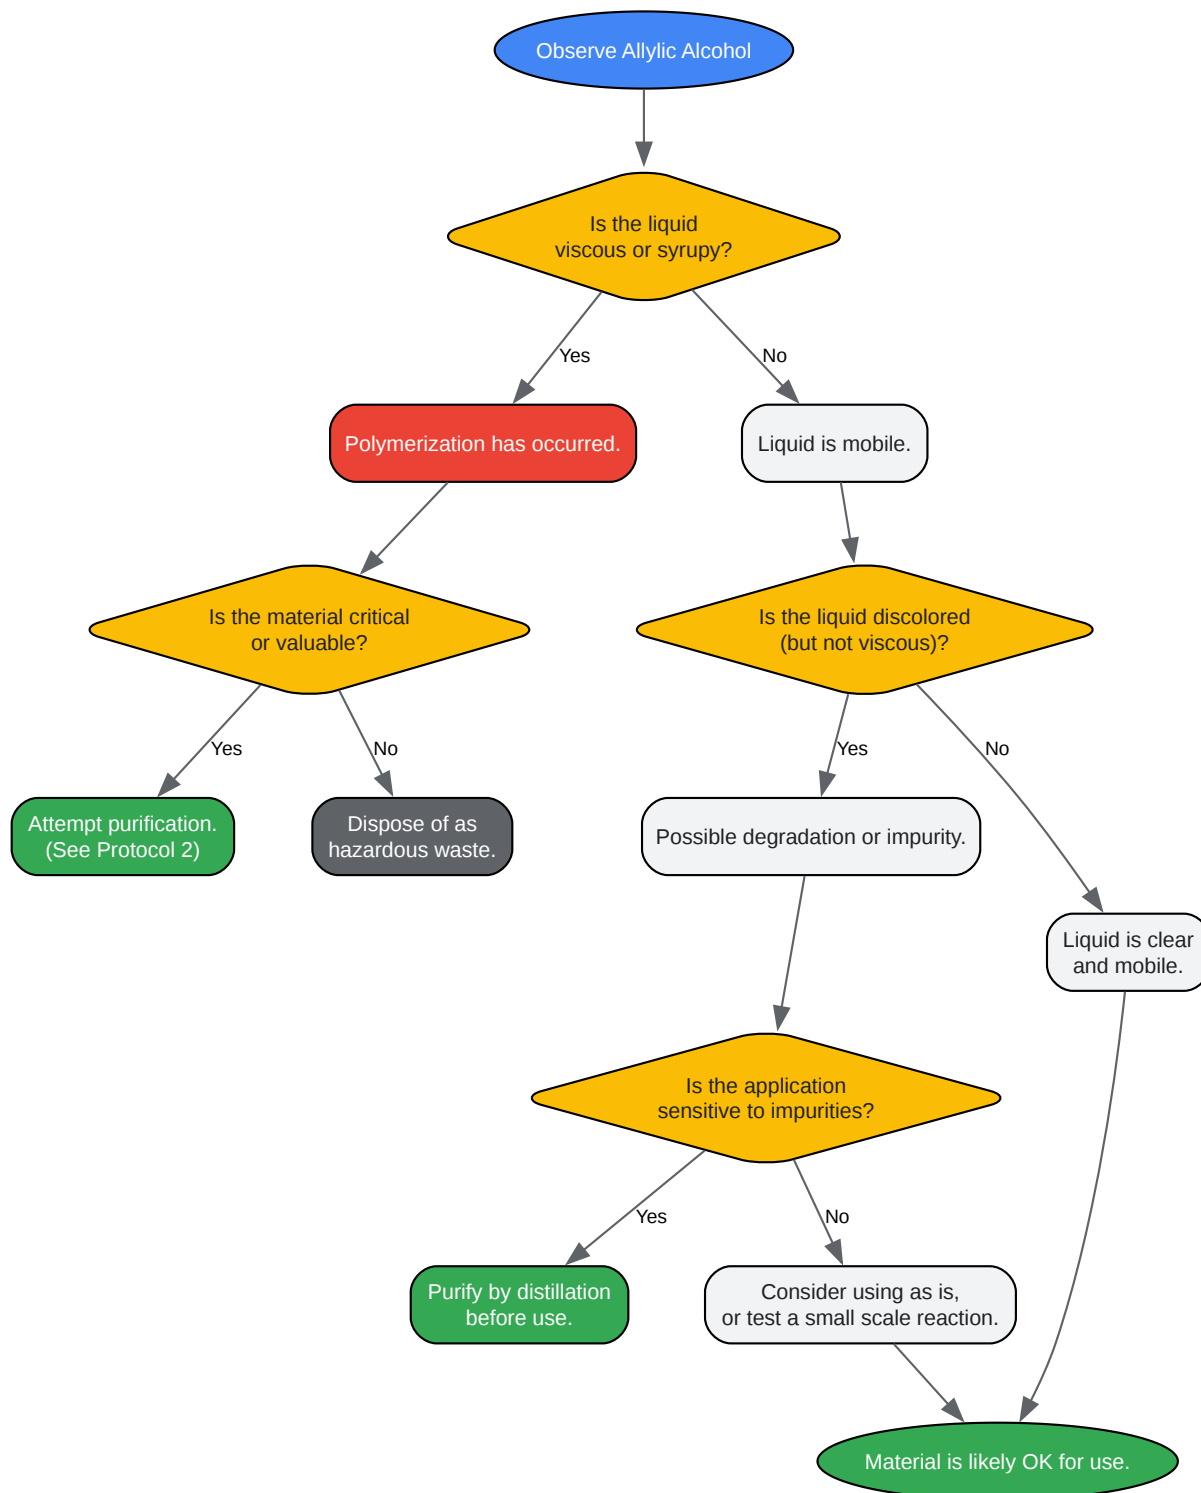 Observe Allylic Alcohol
Is the liquid
viscous or syrupy?
Yes
No
Polymerization has occurred.
Liquid is mobile.
Is the material critical
or valuable?
Is the liquid discolored
(but not viscous)?
Yes
No
Yes
No
Attempt purification.
(See Protocol 2)
Dispose of as
hazardous waste.
Possible degradation or impurity.
Liquid is clear
and mobile.
Is the application
sensitive to impurities?
Yes
No
Purify by distillation
before use.
Consider using as is,
or test a small scale reaction.
Material is likely OK for use.